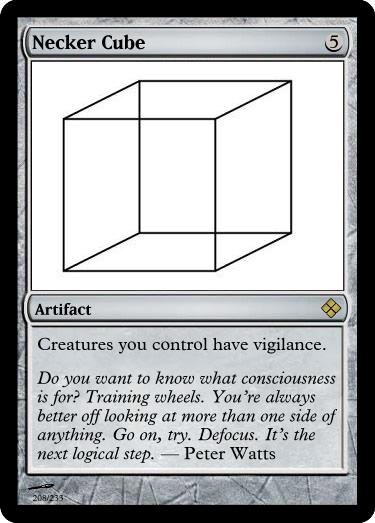 Necker Cube 5
Artifact
Creatures you control have vigilance.
Do you want to know what consciousness
is for? Training wheels. You're always
better off looking at more than one side of
anything. Go on, try. Defocus. It's the
next logical step. — Peter Watts
208/233